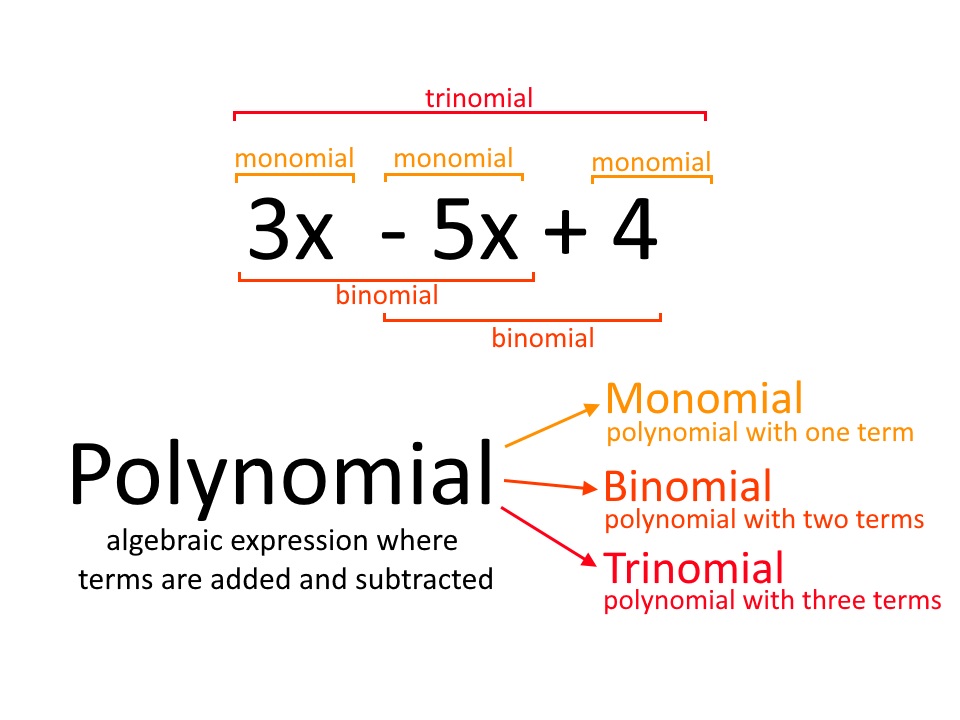 trinomial
monomial monomial monomial
3x - 5x + 4
binomial
binomial
Monomial
polynomial with one term
Polynomial
algebraic expression where
terms are added and subtracted
Binomial
polynomial with two terms
Trinomial
polynomial with three terms